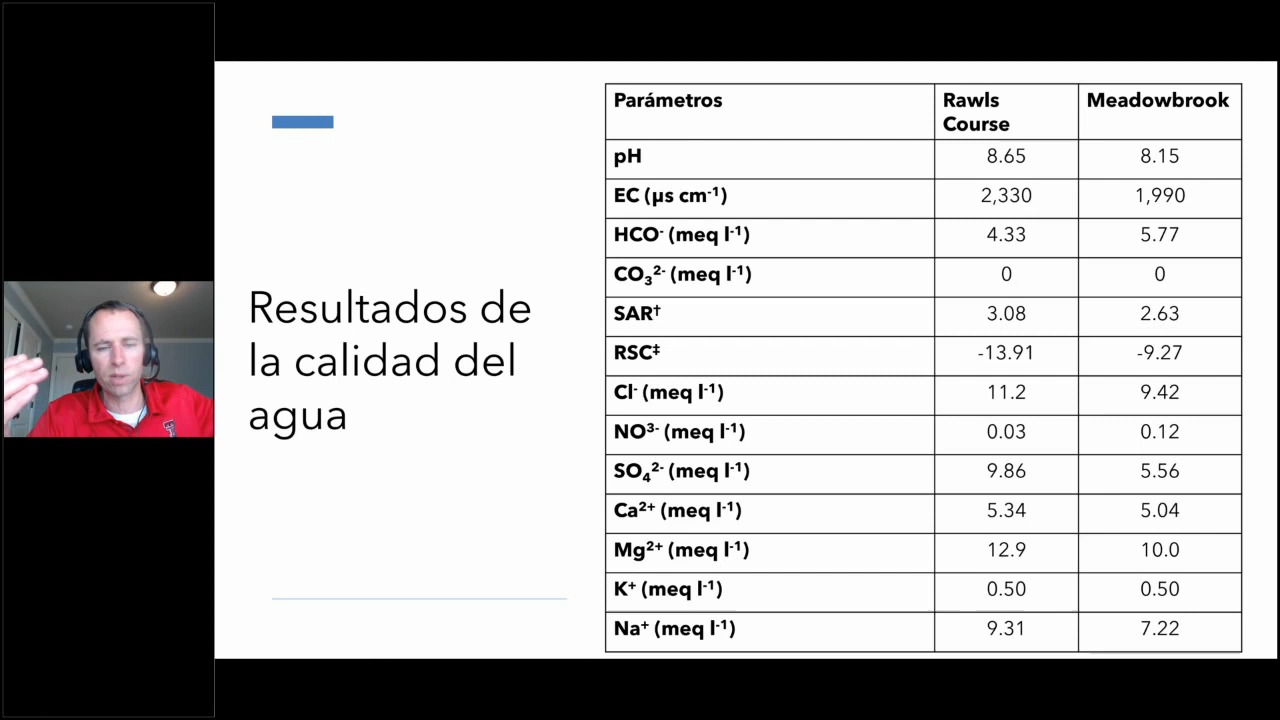 Resultados de
la calidad del
agua
Parámetros Rawls Course Meadowbrook
pH 8.65 8.15
EC (µs cm⁻¹) 2,330 1,990
HCO⁻ (meq l⁻¹) 4.33 5.77
CO₃²⁻ (meq l⁻¹) 0 0
SAR† 3.08 2.63
RSC‡ -13.91 -9.27
Cl⁻ (meq l⁻¹) 11.2 9.42
NO³⁻ (meq l⁻¹) 0.03 0.12
SO₄²⁻ (meq l⁻¹) 9.86 5.56
Ca²⁺ (meq l⁻¹) 5.34 5.04
Mg²⁺ (meq l⁻¹) 12.9 10.0
K⁺ (meq l⁻¹) 0.50 0.50
Na⁺ (meq l⁻¹) 9.31 7.22